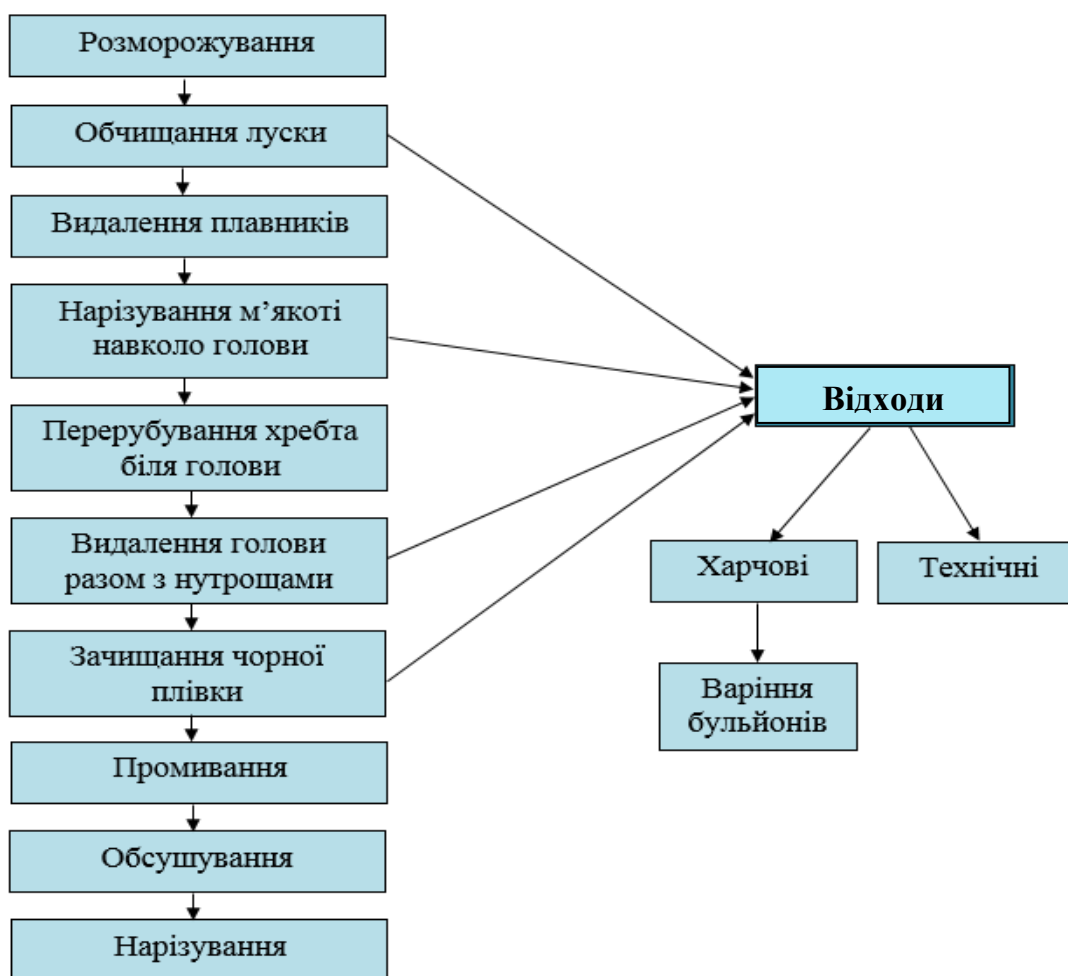 Розморожування
Обчищання луски
Видалення плавників
Нарізування м’якоті
навколо голови
Перерубування хребта
біля голови
Видалення голови
разом з нутрощами
Зачищання чорної
плівки
Промивання
Обсушування
Нарізування
Відходи
Харчові
Технічні
Варіння
бульйонів